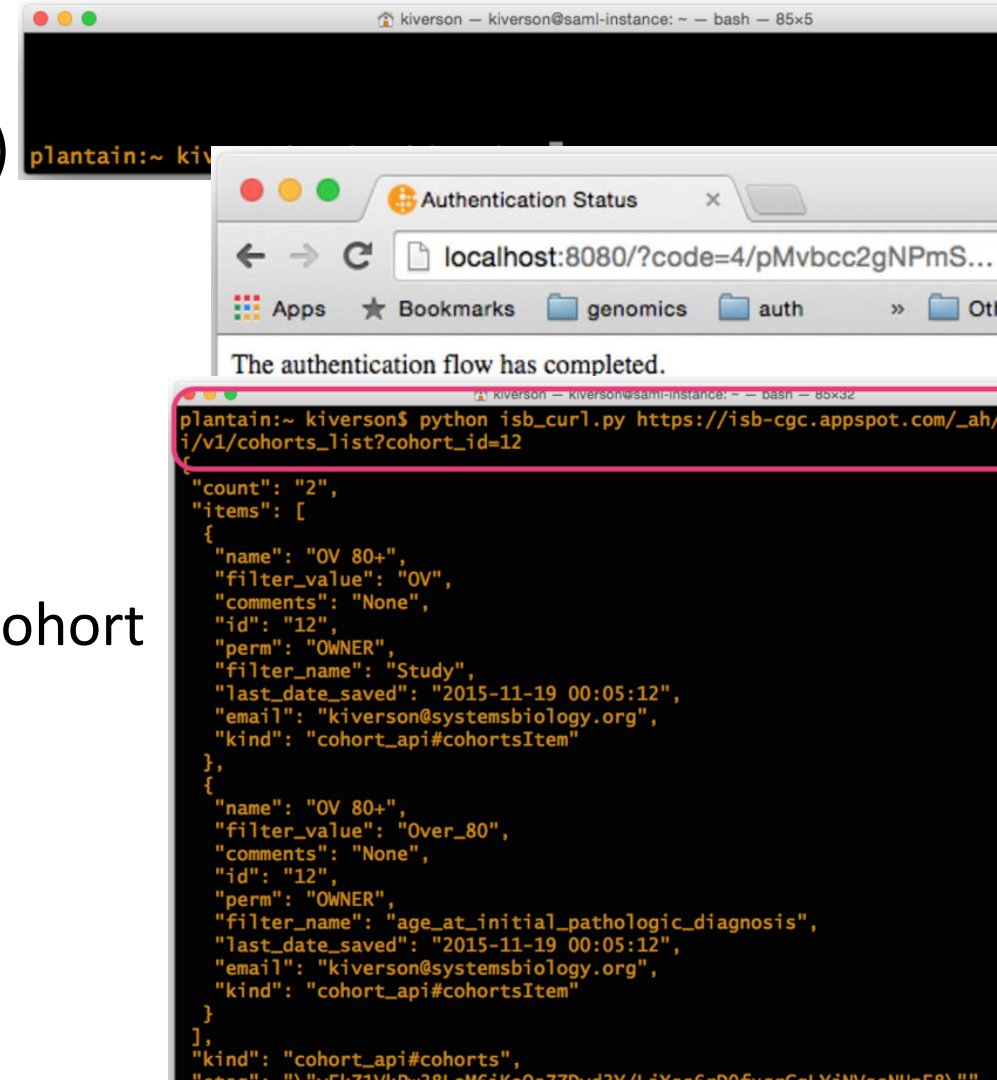 kiverson — kiverson@saml-instance: ~ — bash — 85×5
)
plantain:~ kiv
Authentication Status ×
localhost:8080/?code=4/pMvbcc2gNPmS...
Apps Bookmarks genomics auth » Oth
The authentication flow has completed.
kiverson — kiverson@saml-instance: ~ — bash — 85×32
plantain:~ kiverson$ python isb_curl.py https://isb-cgc.appspot.com/_ah/
i/v1/cohorts_list?cohort_id=12
{
"count": "2",
"items": [
{
"name": "OV 80+",
"filter_value": "OV",
"comments": "None",
"id": "12",
ohort
"perm": "OWNER",
"filter_name": "Study",
"last_date_saved": "2015-11-19 00:05:12",
"email": "kiverson@systemsbiology.org",
"kind": "cohort_api#cohortsItem"
},
{
"name": "OV 80+",
"filter_value": "Over_80",
"comments": "None",
"id": "12",
"perm": "OWNER",
"filter_name": "age_at_initial_pathologic_diagnosis",
"last_date_saved": "2015-11-19 00:05:12",
"email": "kiverson@systemsbiology.org",
"kind": "cohort_api#cohortsItem"
}
],
"kind": "cohort_api#cohorts",